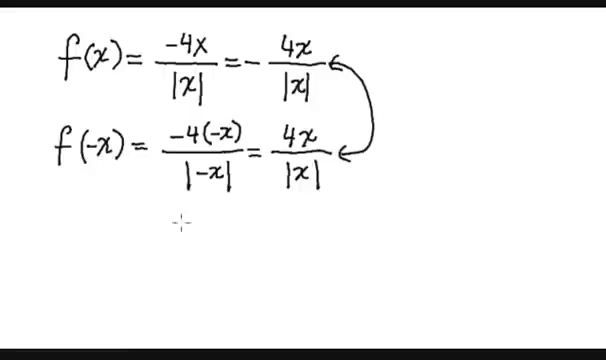 f(x) = -4x/|x| = - 4x/|x|
f(-x) = -4(-x)/|-x| = 4x/|x|